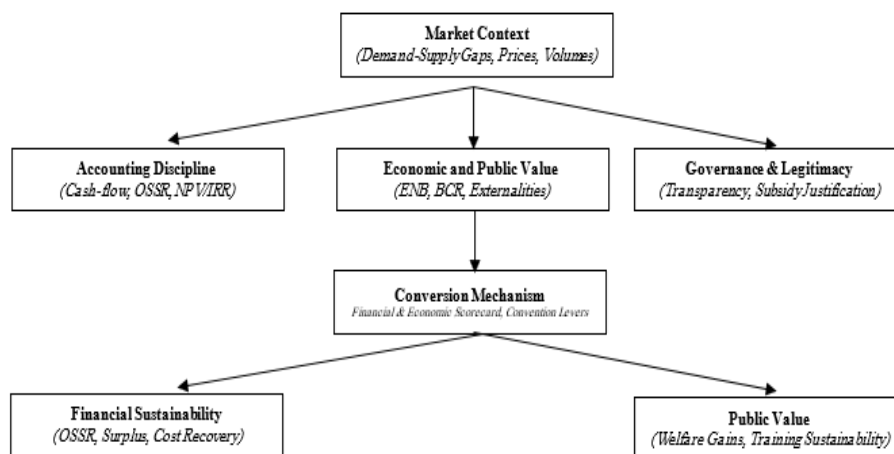 Market Context
(Demand-Supply Gaps, Prices, Volumes)
Accounting Discipline
(Cash-flow, OSSR, NPV/IRR)
Economic and Public Value
(ENB, BCR, Externalities)
Governance & Legitimacy
(Transparency, Subsidy Justification)
Conversion Mechanism
Financial & Economic Scorecard, Convention Levers
Financial Sustainability
(OSSR, Surplus, Cost Recovery)
Public Value
(Welfare Gains, Training Sustainability)